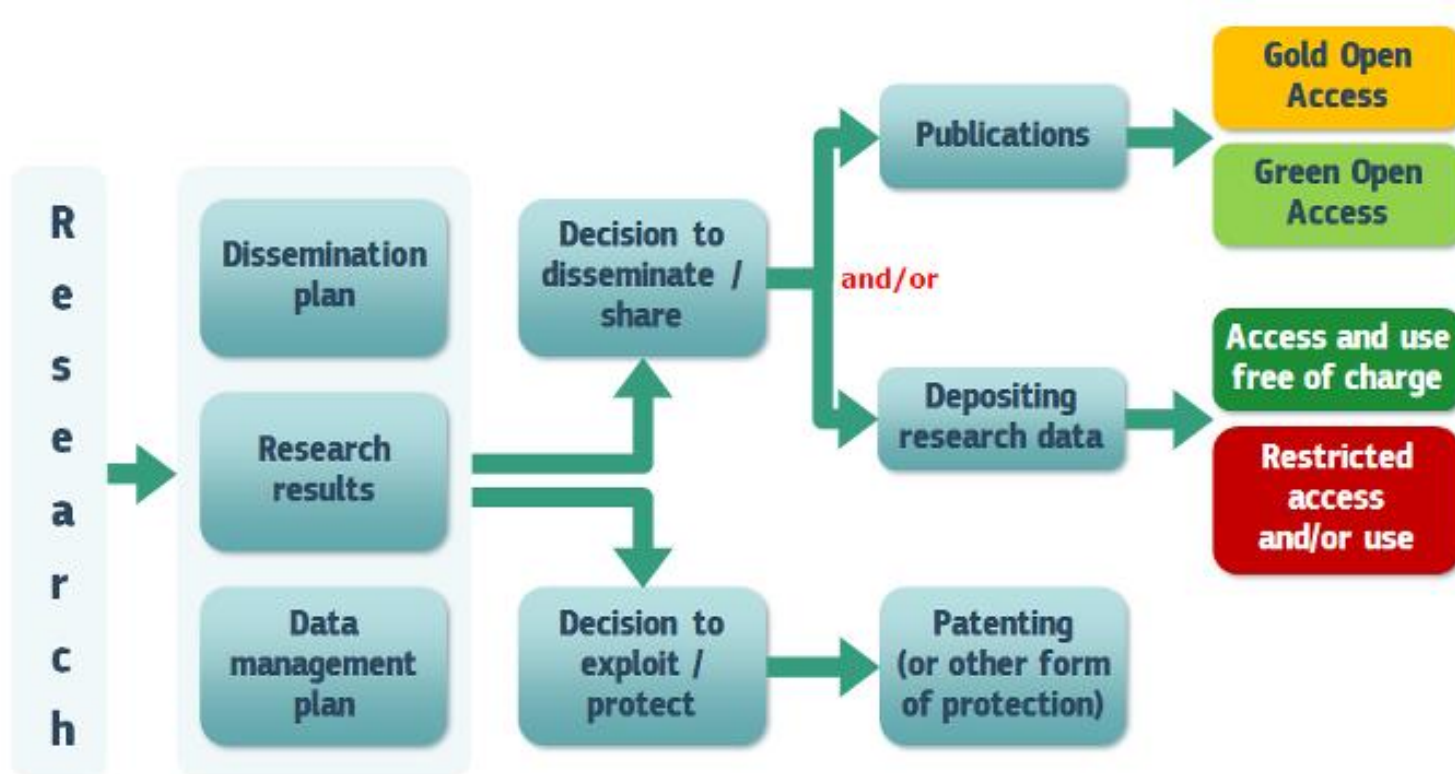 Research
Dissemination
plan
Research
results
Data
management
plan
Decision to
disseminate /
share
Decision to
exploit /
protect
and/or
Publications
Depositing
research data
Patenting
(or other form
of protection)
Gold Open
Access
Green Open
Access
Access and use
free of charge
Restricted
access
and/or use